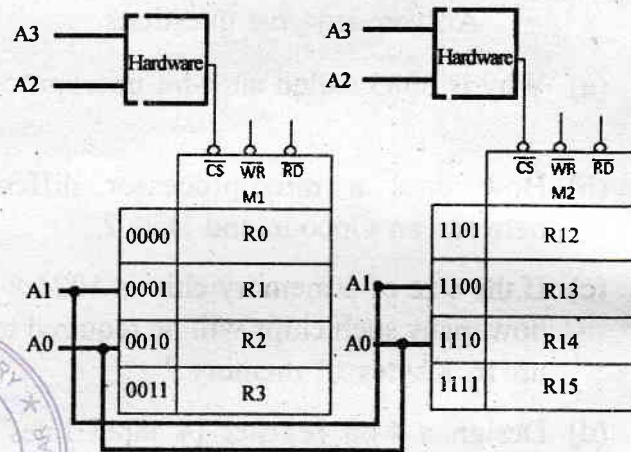 A3
A2
Hardware
CS WR RD
M1
0000 R0
0001 R1
0010 R2
0011 R3
A1
A0
A3
A2
Hardware
CS WR RD
M2
1101 R12
1100 R13
1110 R14
1111 R15
A1
A0